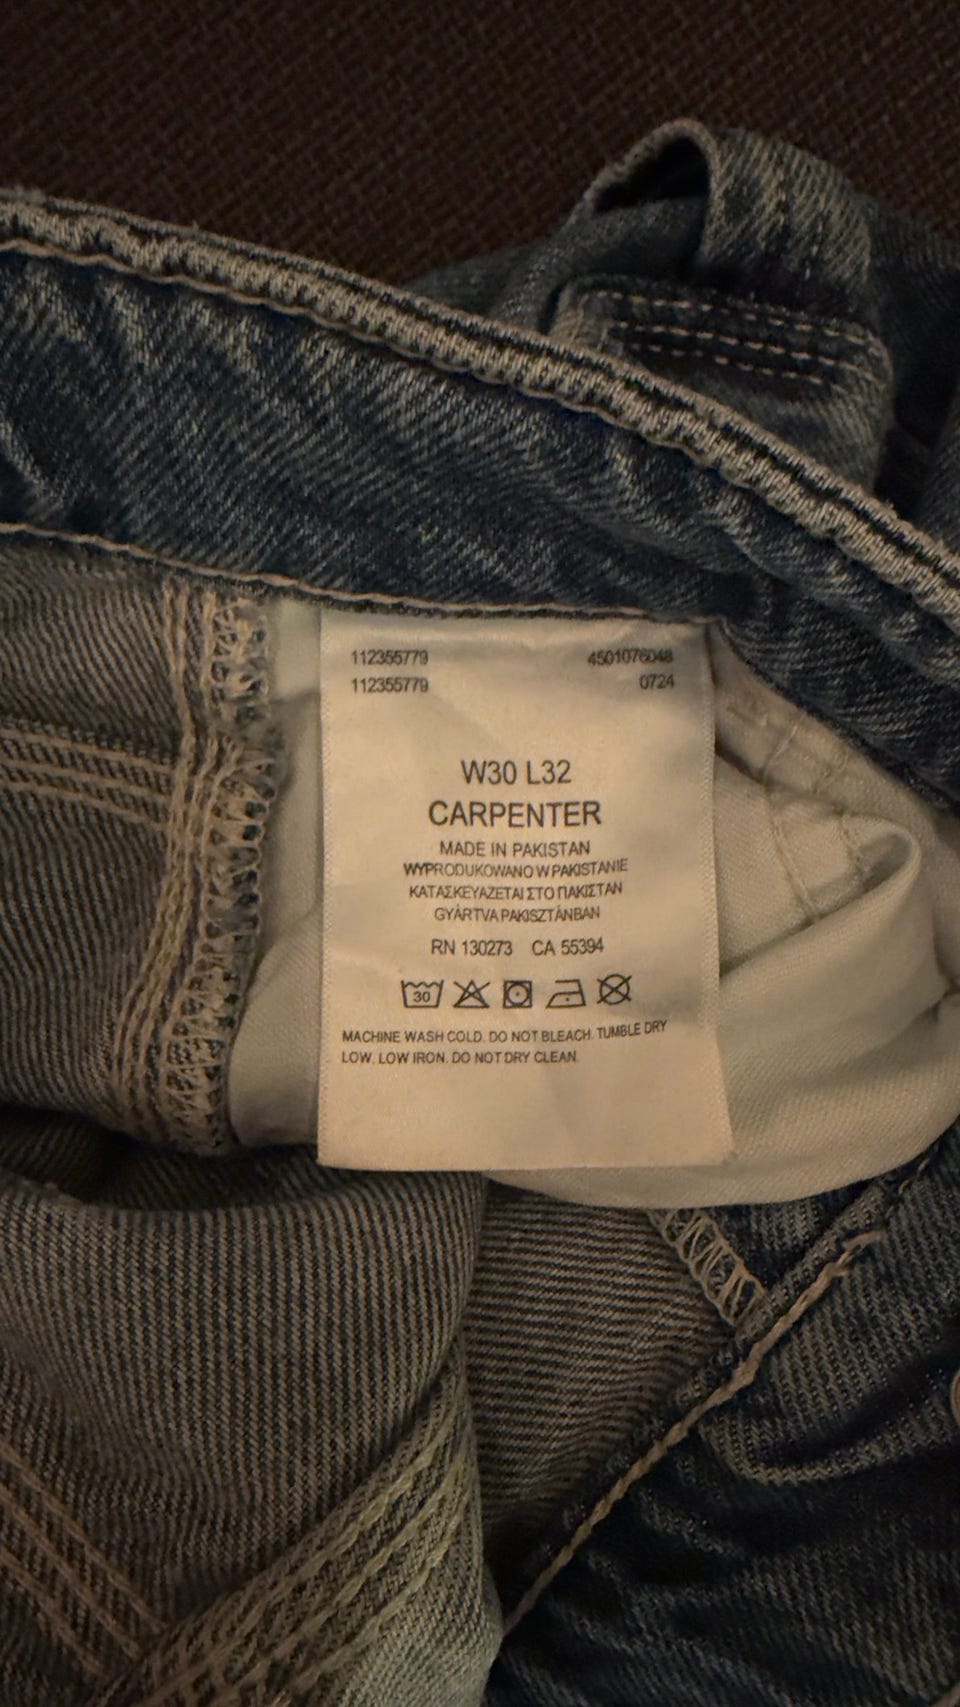 112355779 4501076048
112355779 0724
W30 L32
CARPENTER
MADE IN PAKISTAN
WYPRODUKOWANO W PAKISTANIE
ΚΑΤΑΣΚΕΥΑΖΕΤΑΙ ΣΤΟ ΠΑΚΙΣΤΑΝ
GYÁRTVA PAKISZTÁNBAN
RN 130273 CA 55394
30
MACHINE WASH COLD. DO NOT BLEACH. TUMBLE DRY
LOW. LOW IRON. DO NOT DRY CLEAN.